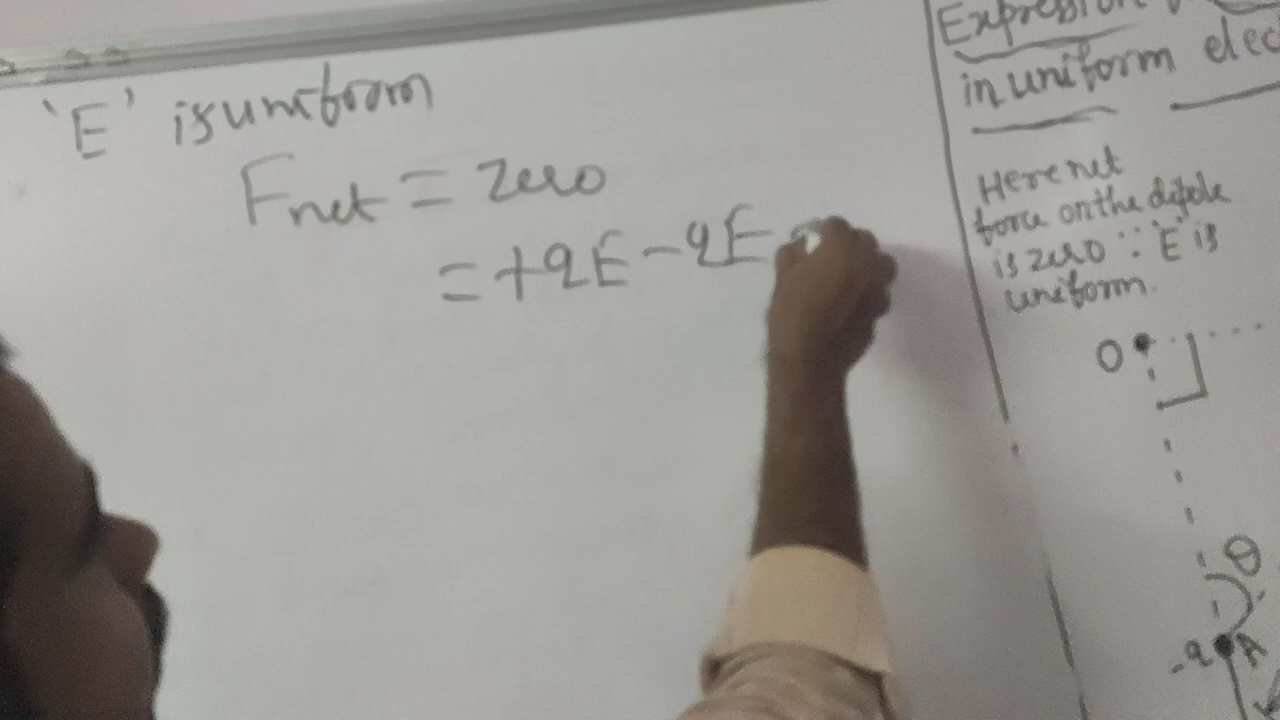 'E' is uniform
Fnet = zero
= +qE - qE
Expression
in uniform elec
Here net
force on the dipole
is zero ∵ 'E' is
uniform.
O
θ
-q A